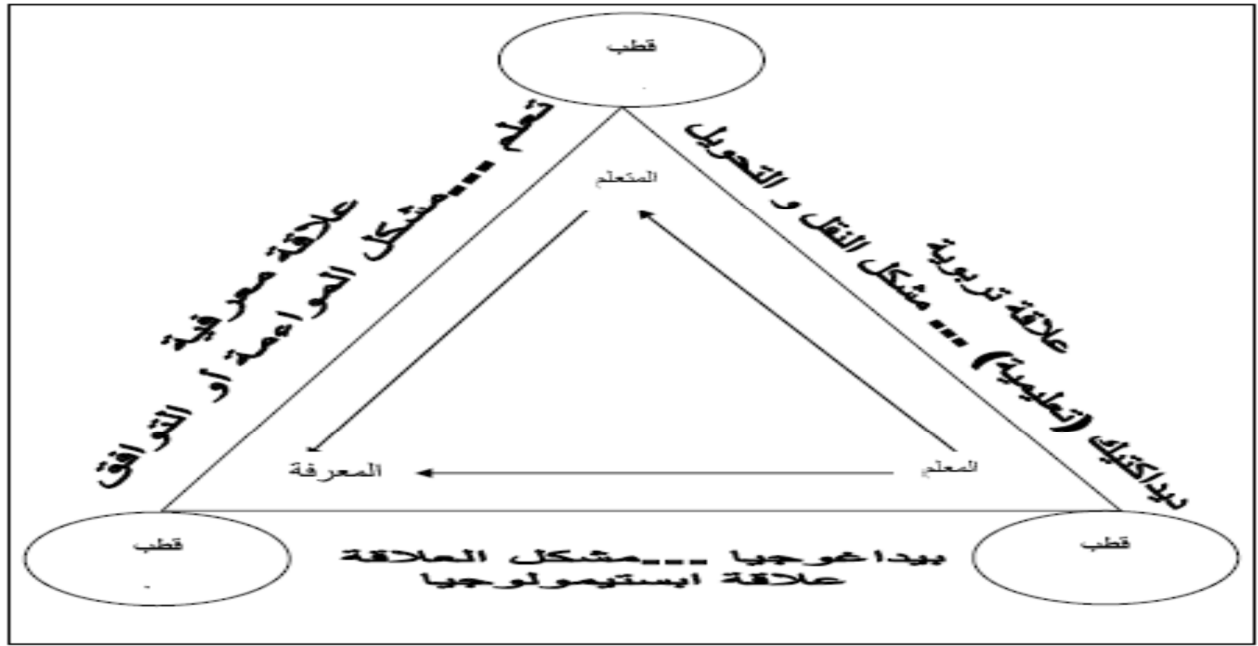 قطب
المتعلم
علاقة معرفية
تعلم ---مشكل المواءمة أو التوافق
علاقة تربوية
ديداكتيك (تعليمية) --- مشكل النقل و التحويل
المعرفة
المعلم
قطب
قطب
بيداغوجيا ---مشكل العلاقة
علاقة ابستيمولوجيا